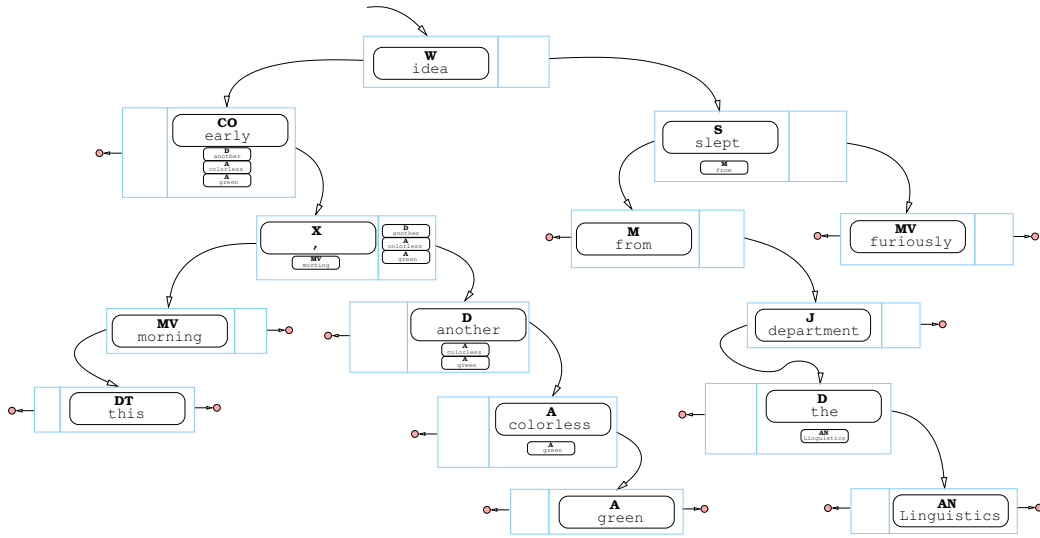 W
idea
CO
early
D
another
A
colorless
A
green
S
slept
M
from
X
,
MV
morning
D
another
A
colorless
A
green
M
from
MV
furiously
MV
morning
D
another
A
colorless
A
green
J
department
DT
this
A
colorless
A
green
D
the
AN
Linguistics
A
green
AN
Linguistics